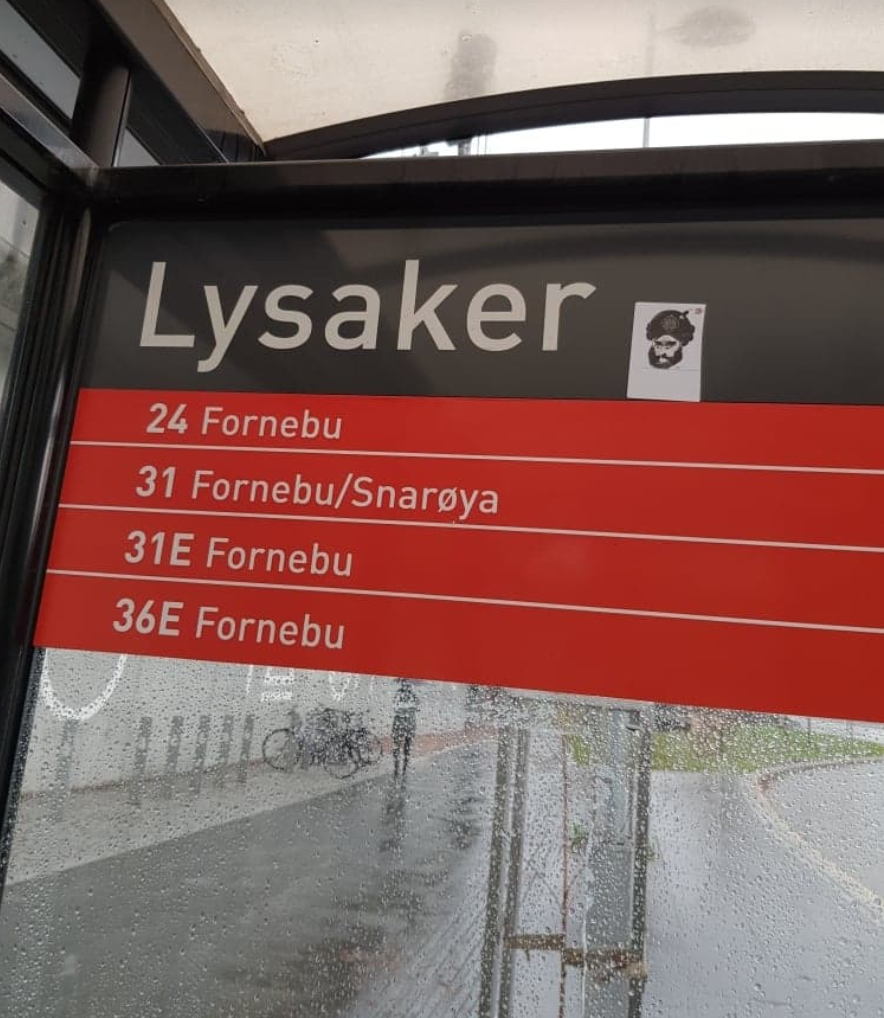 Lysaker
24 Fornebu
31 Fornebu/Snarøya
31E Fornebu
36E Fornebu